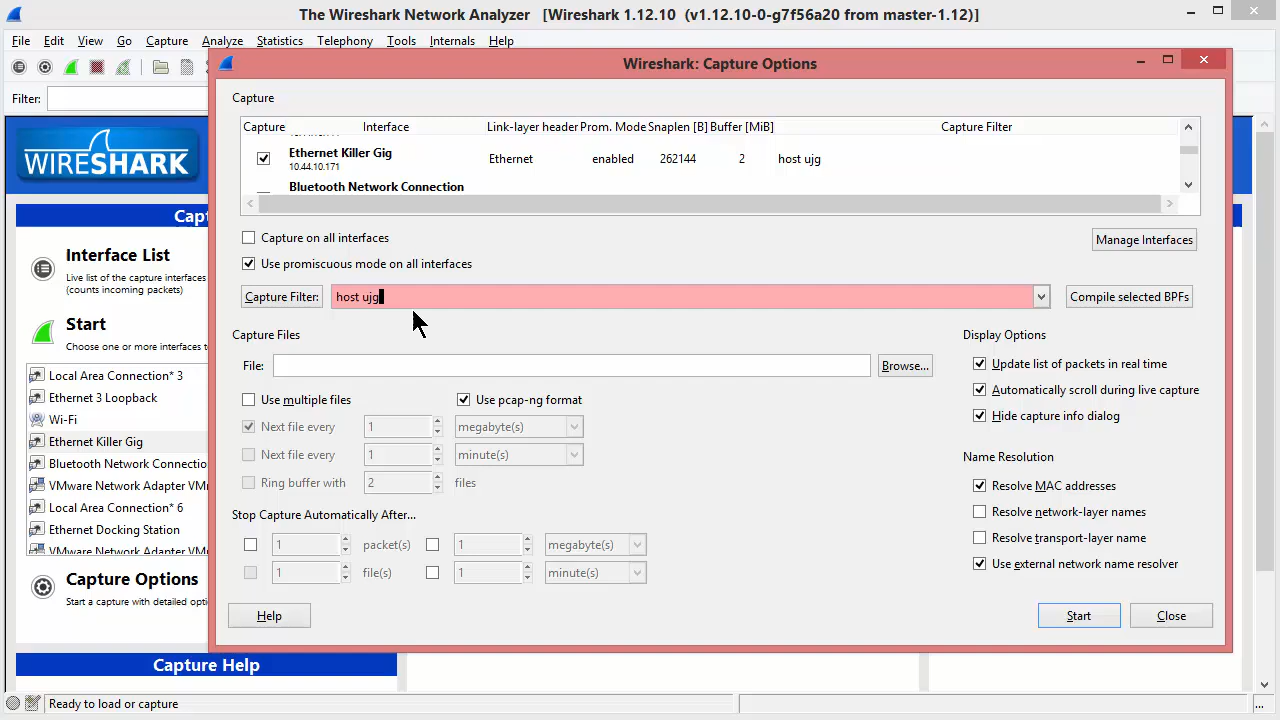 The Wireshark Network Analyzer [Wireshark 1.12.10 (v1.12.10-0-g7f56a20 from master-1.12)]
File Edit View Go Capture Analyze Statistics Telephony Tools Internals Help
Filter:
Wireshark: Capture Options
Capture
Capture Interface Link-layer header Prom. Mode Snaplen [B] Buffer [MiB] Capture Filter
Ethernet Killer Gig
10.44.10.171
Ethernet enabled 262144 2 host ujg
Bluetooth Network Connection
Capture on all interfaces
Manage Interfaces
Use promiscuous mode on all interfaces
Capture Filter: host ujg Compile selected BPFs
Capture Files
File: Browse...
Use multiple files Use pcap-ng format
Next file every 1 megabyte(s)
Next file every 1 minute(s)
Ring buffer with 2 files
Stop Capture Automatically After...
1 packet(s) 1 megabyte(s)
1 file(s) 1 minute(s)
Display Options
Update list of packets in real time
Automatically scroll during live capture
Hide capture info dialog
Name Resolution
Resolve MAC addresses
Resolve network-layer names
Resolve transport-layer name
Use external network name resolver
Help Start Close
WIRESHARK
Capt
Interface List
Live list of the capture interfaces
(counts incoming packets)
Start
Choose one or more interfaces t
Local Area Connection* 3
Ethernet 3 Loopback
Wi-Fi
Ethernet Killer Gig
Bluetooth Network Connectio
VMware Network Adapter VM
Local Area Connection* 6
Ethernet Docking Station
VMware Network Adapter VM
Capture Options
Start a capture with detailed opti
Capture Help
Ready to load or capture